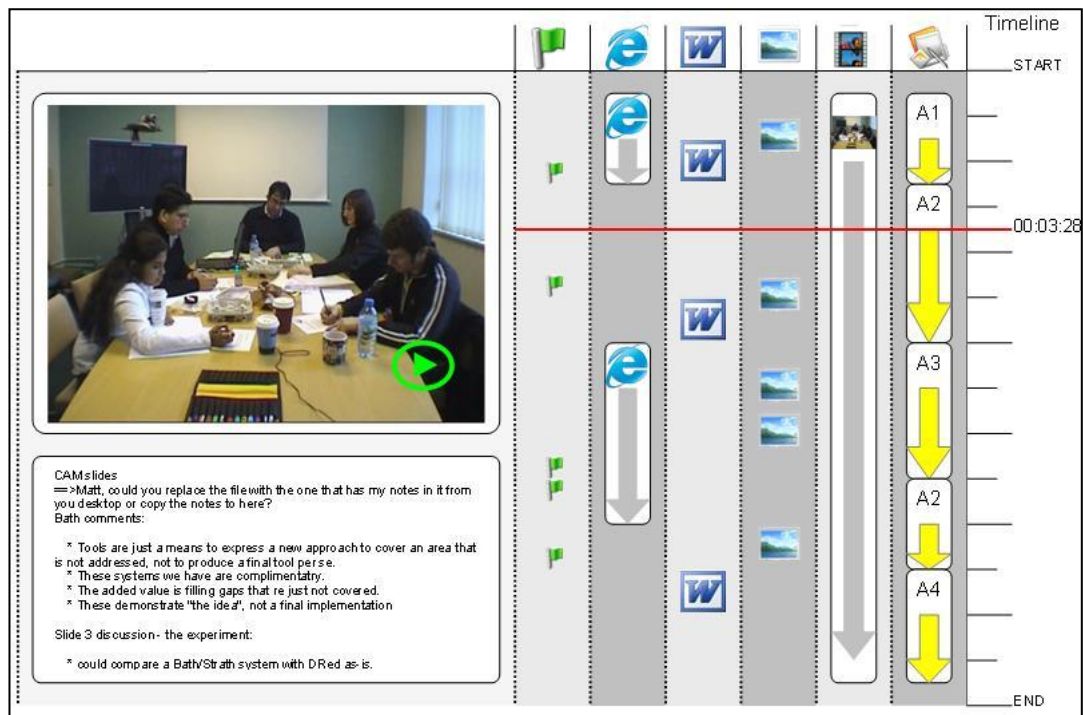 Timeline
START
A1
A2
00:03:28
A3
A2
A4
END
CAMslides
==>Matt, could you replace the file with the one that has my notes in it from
you desktop or copy the notes to here?
Bath comments:
* Tools are just a means to express a new approach to cover an area that
is not addressed, not to produce a final tool per se.
* These systems we have are complimentatry.
* The added value is filling gaps that re just not covered.
* These demonstrate "the idea", not a final implementation
Slide 3 discussion - the experiment:
* could compare a Bath/Strath system with DRed as-is.